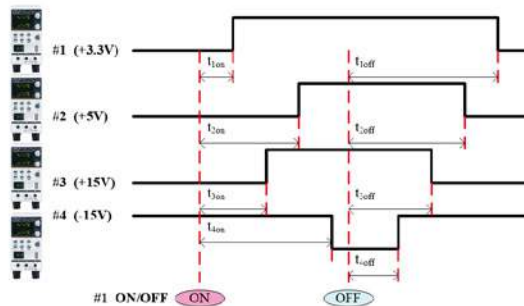 #1 (+3.3V)
t1on
t1off
#2 (+5V)
t2on
t2off
#3 (+15V)
t3on
t3off
#4 (-15V)
t4on
t4off
#1 ON/OFF ON OFF